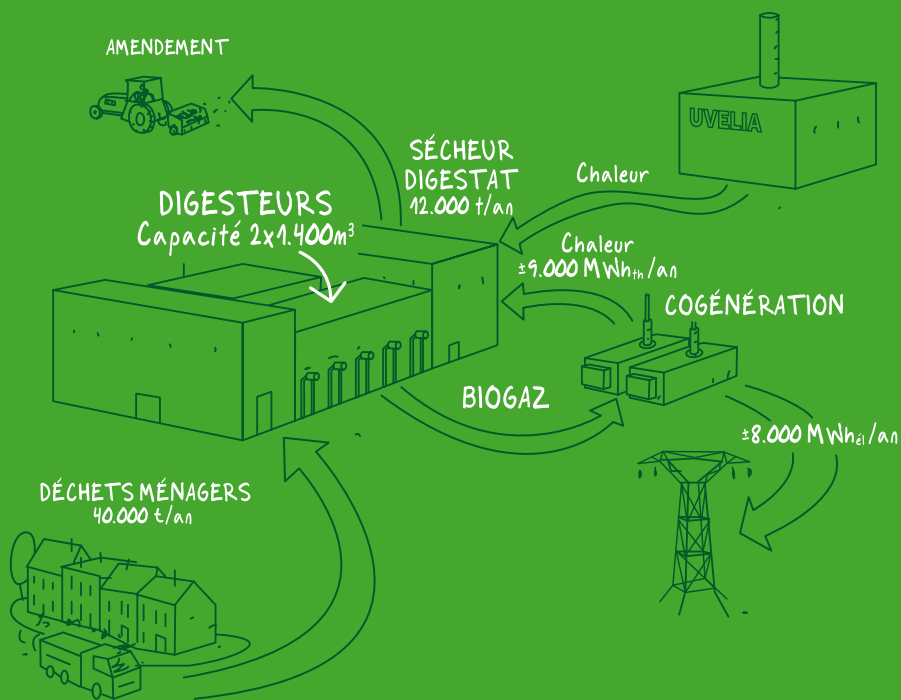 AMENDEMENT
UVELIA
SÉCHEUR
DIGESTAT
12.000 t/an
Chaleur
DIGESTEURS
Capacité 2x1.400m³
Chaleur
±9.000 MWhth/an
COGÉNÉRATION
BIOGAZ
±8.000 MWhél/an
DÉCHETS MÉNAGERS
40.000 t/an